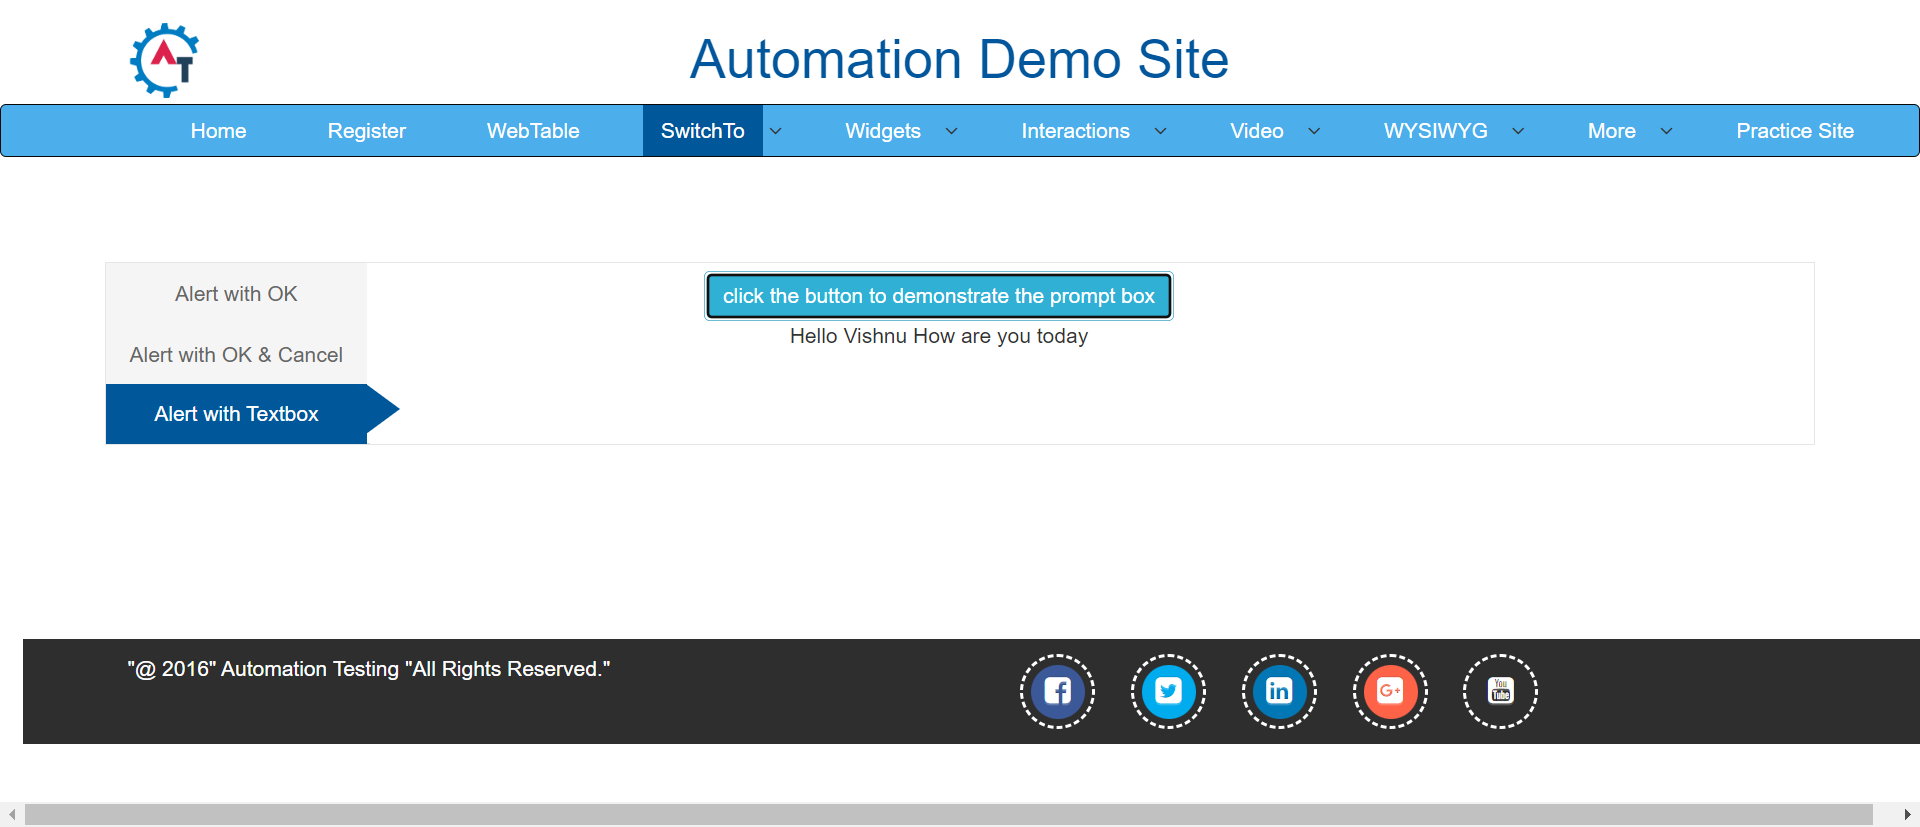 AT
Automation Demo Site
Home Register WebTable SwitchTo Widgets Interactions Video WYSIWYG More Practice Site
Alert with OK
Alert with OK & Cancel
Alert with Textbox
click the button to demonstrate the prompt box
Hello Vishnu How are you today
"@ 2016" Automation Testing "All Rights Reserved."
f in G+ You Tube